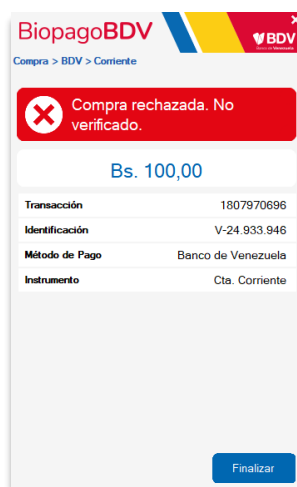 BiopagoBDV
BDV
Banco de Venezuela
Compra > BDV > Corriente
Compra rechazada. No
verificado.
Bs. 100,00
Transacción 1807970696
Identificación V-24.933.946
Método de Pago Banco de Venezuela
Instrumento Cta. Corriente
Finalizar